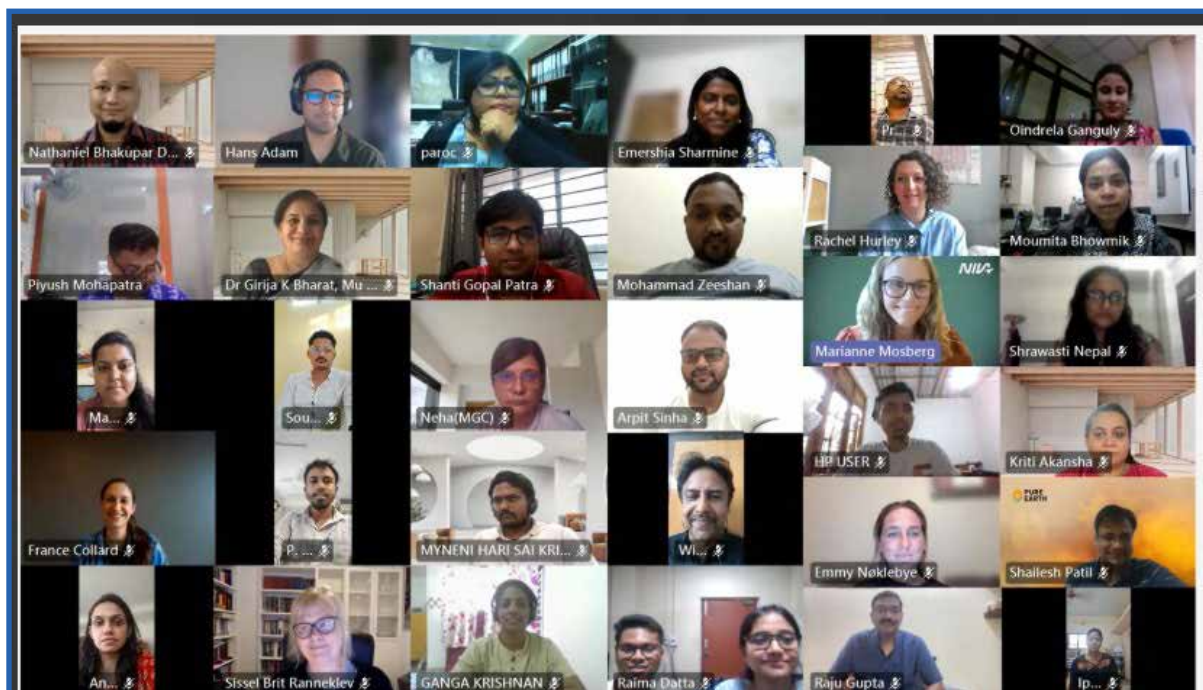 Nathaniel Bhakupar D...
Hans Adam
paroc
Emershia Sharmine
Pr...
Oindrela Ganguly
Piyush Mohapatra
Dr Girija K Bharat, Mu ...
Shanti Gopal Patra
Mohammad Zeeshan
Rachel Hurley
Moumita Bhowmik
NIVA
Marianne Mosberg
Shrawasti Nepal
Ma...
Sou...
Neha(MGC)
Arpit Sinha
HP USER
Kriti Akansha
France Collard
P. ...
MYNENI HARI SAI KRI...
Wi...
Emmy Nøklebye
PURE
EARTH
Shailesh Patil
An...
Sissel Brit Ranneklev
GANGA KRISHNAN
Raima Datta
Raju Gupta
Ip...